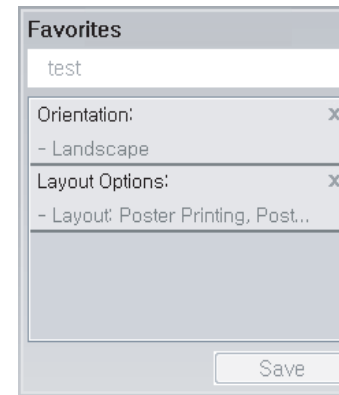 Favorites
test
Orientation: x
- Landscape
Layout Options: x
- Layout: Poster Printing, Post...
Save